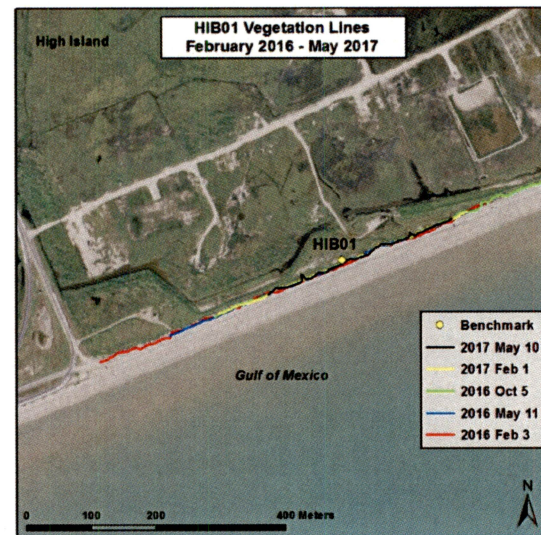 HIB01 Vegetation Lines
February 2016 - May 2017
High Island
HIB01
Gulf of Mexico
Benchmark
2017 May 10
2017 Feb 1
2016 Oct 5
2016 May 11
2016 Feb 3
N
0 100 200 400 Meters